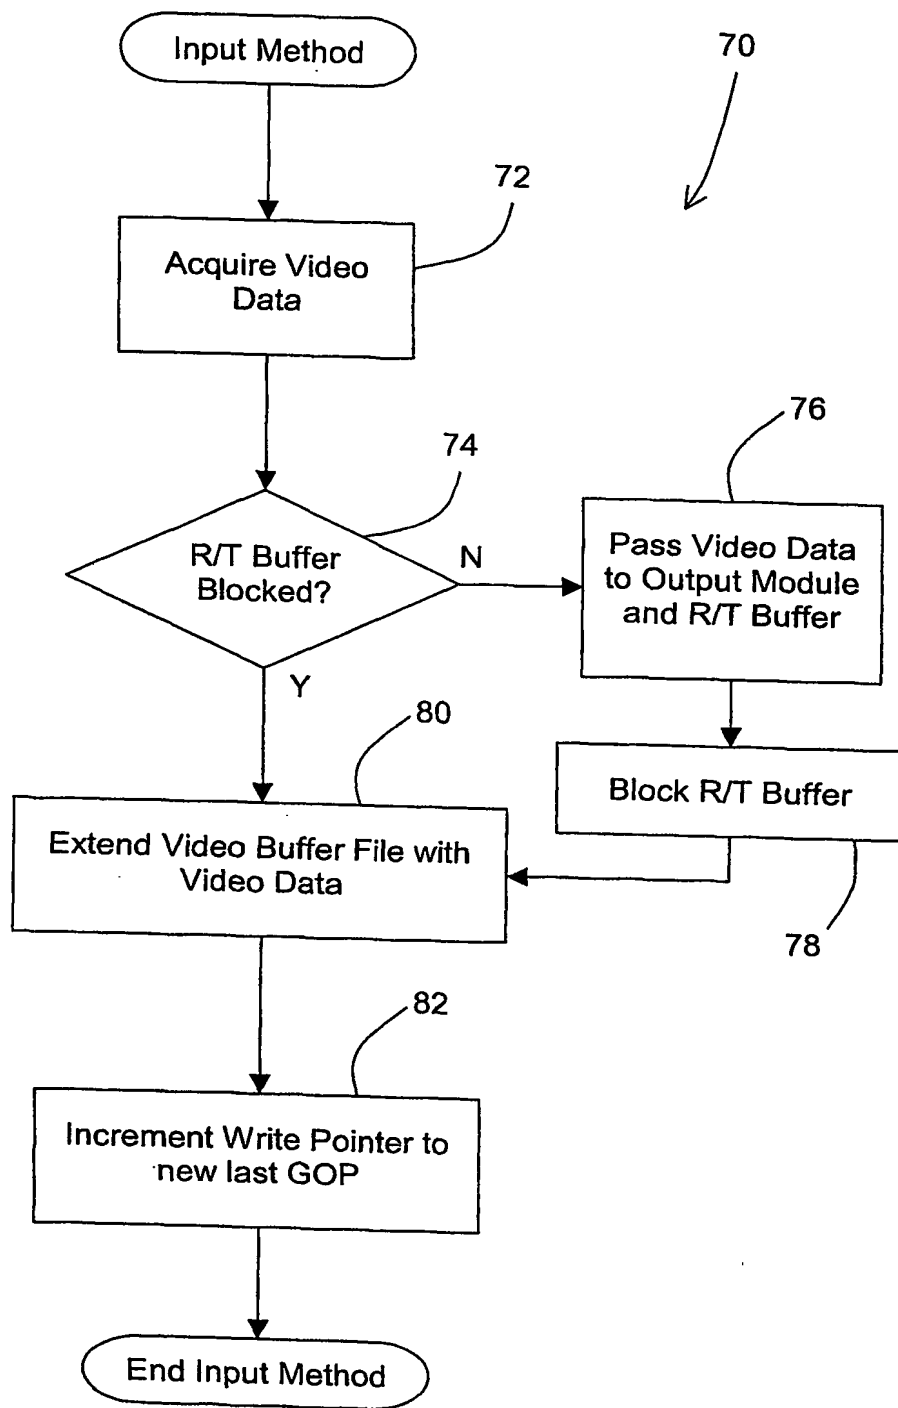 Input Method
70
72
Acquire Video
Data
76
74
R/T Buffer
Blocked?
N
Pass Video Data
to Output Module
and R/T Buffer
Y
80
Block R/T Buffer
Extend Video Buffer File with
Video Data
78
82
Increment Write Pointer to
new last GOP
End Input Method